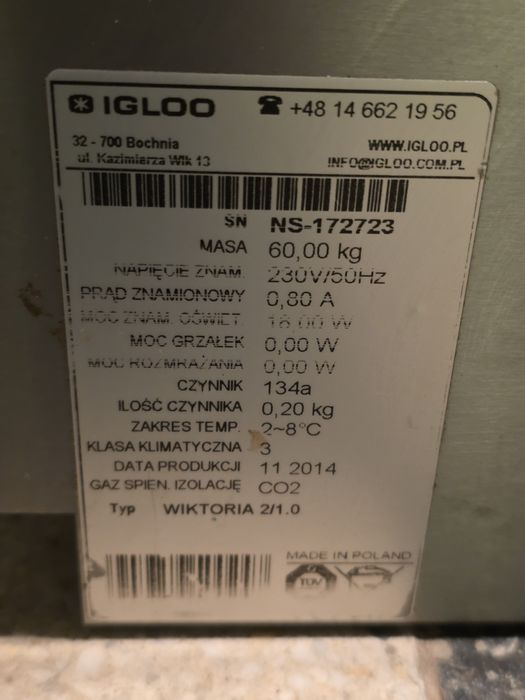 IGLOO
☎ +48 14 662 19 56
32 - 700 Bochnia
WWW.IGLOO.PL
ul. Kazimierza Wlk 13
INFO@IGLOO.COM.PL
SN NS-172723
MASA 60,00 kg
NAPIĘCIE ZNAM. 230V/50Hz
PRĄD ZNAMIONOWY 0,80 A
MOC ZNAM. OŚWIET. 18,00 W
MOC GRZAŁEK 0,00 W
MOC ROZMRAŻANIA 0,00 W
CZYNNIK 134a
ILOŚĆ CZYNNIKA 0,20 kg
ZAKRES TEMP. 2~8°C
KLASA KLIMATYCZNA 3
DATA PRODUKCJI 11 2014
GAZ SPIEN. IZOLACJĘ CO2
Typ WIKTORIA 2/1.0
MADE IN POLAND
TÜV